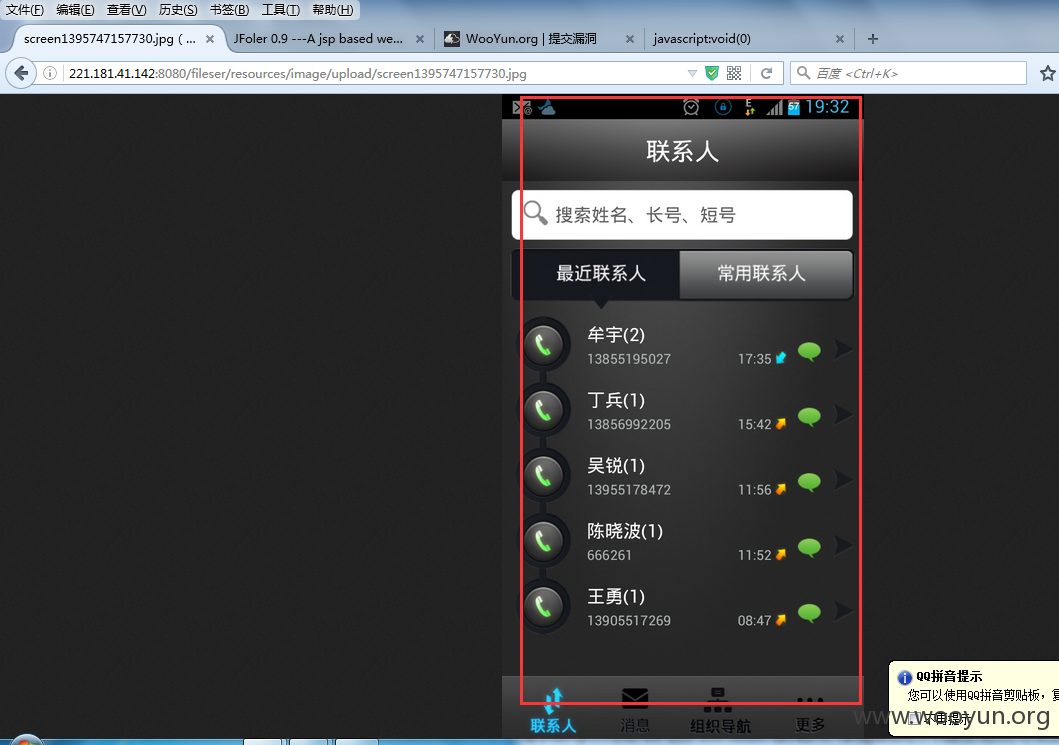 文件(F) 编辑(E) 查看(V) 历史(S) 书签(B) 工具(T) 帮助(H)
screen1395747157730.jpg ( ... × JFoler 0.9 ---A jsp based we... × WooYun.org | 提交漏洞 × javascript:void(0) × +
221.181.41.142:8080/fileser/resources/image/upload/screen1395747157730.jpg 百度 <Ctrl+K>
E 57 19:32
联系人
搜索姓名、长号、短号
最近联系人 常用联系人
牟宇(2)
13855195027 17:35
丁兵(1)
13856992205 15:42
吴锐(1)
13955178472 11:56
陈晓波(1)
666261 11:52
王勇(1)
13905517269 08:47
联系人 消息 组织导航 更多
QQ拼音提示
您可以使用QQ拼音剪贴板，
不再提示
www.wooyun.org